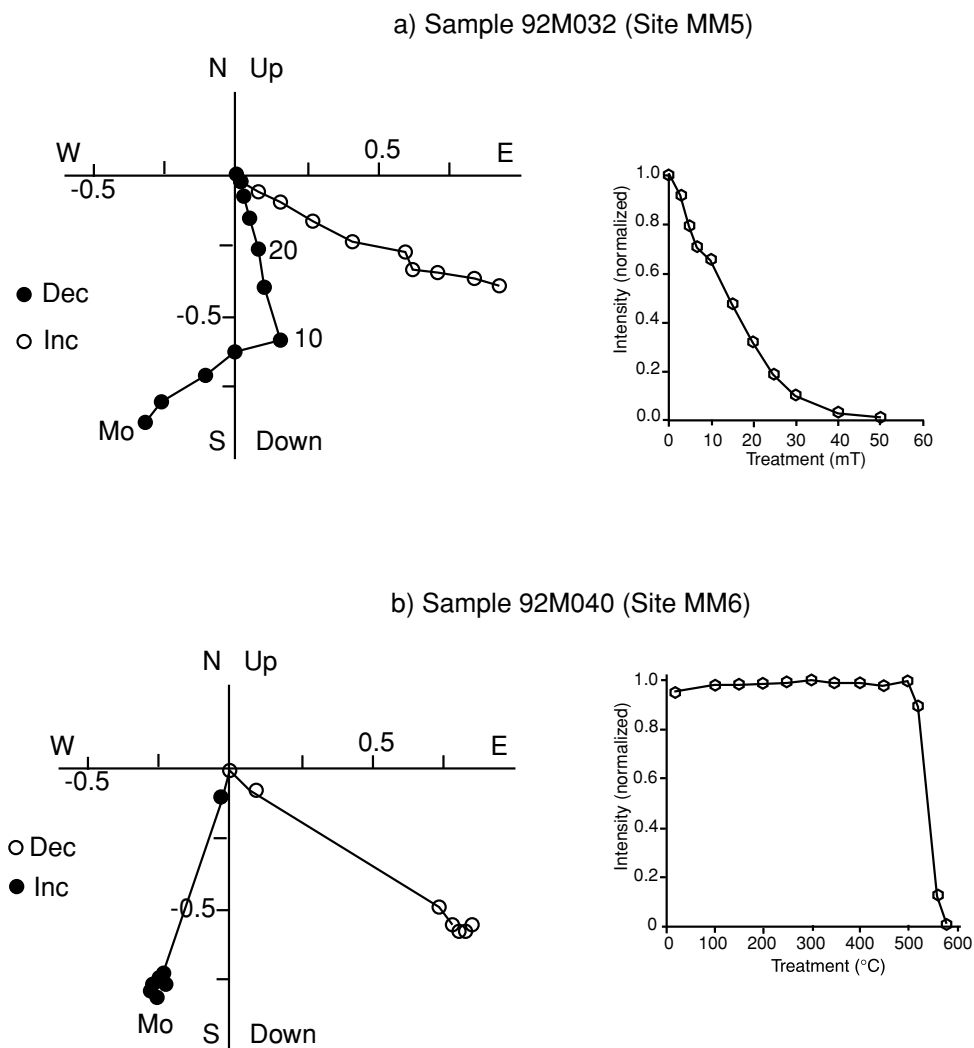 a) Sample 92M032 (Site MM5)
N Up
W 0.5 E
-0.5
20
Dec
-0.5
Inc
10
Mo
S Down
Intensity (normalized)
1.0
0.8
0.6
0.4
0.2
0.0
0 10 20 30 40 50 60
Treatment (mT)
b) Sample 92M040 (Site MM6)
N Up
W 0.5 E
-0.5
Dec
Inc
-0.5
Mo
S Down
Intensity (normalized)
1.0
0.8
0.6
0.4
0.2
0
0 100 200 300 400 500 600
Treatment (°C)